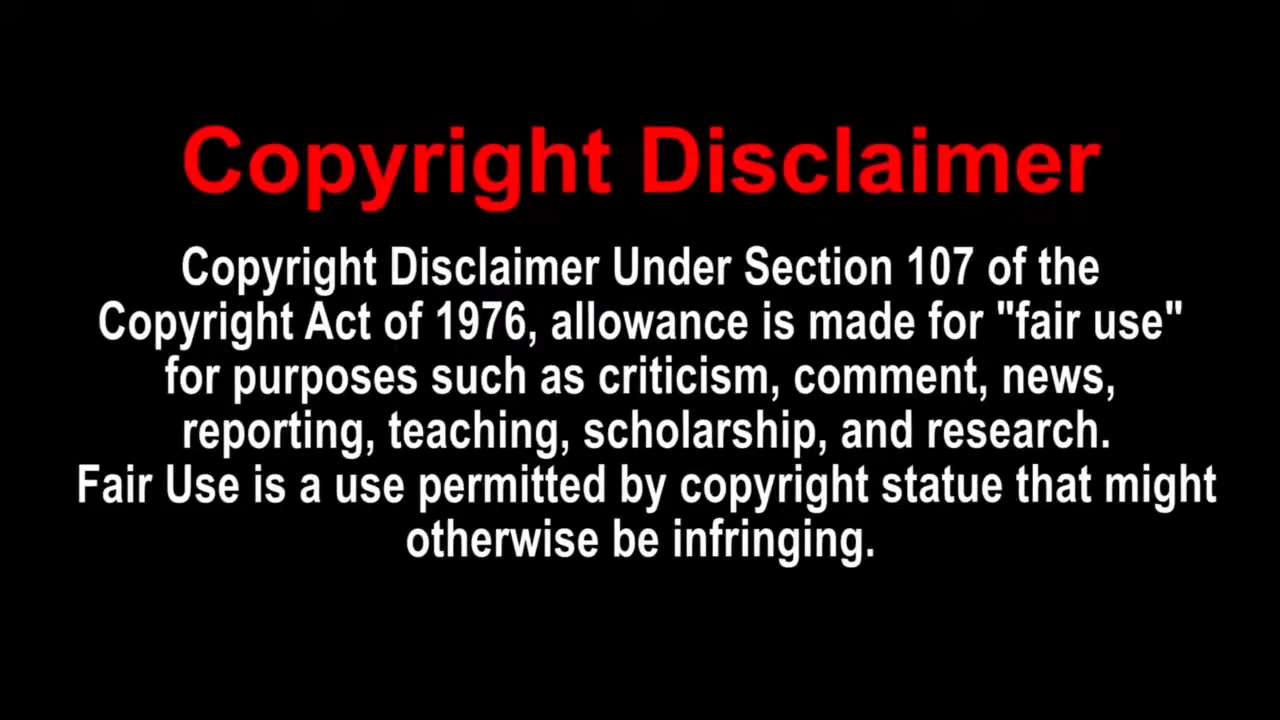 Copyright Disclaimer
Copyright Disclaimer Under Section 107 of the
Copyright Act of 1976, allowance is made for "fair use"
for purposes such as criticism, comment, news,
reporting, teaching, scholarship, and research.
Fair Use is a use permitted by copyright statue that might
otherwise be infringing.